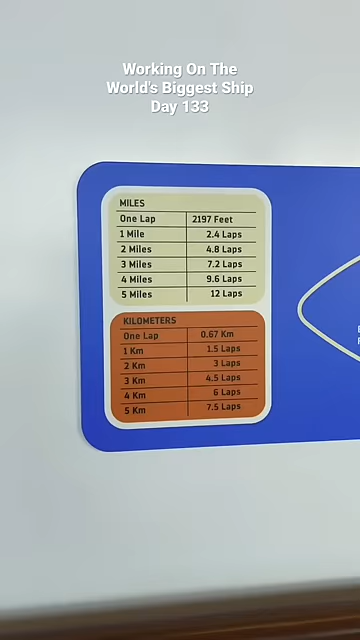 Working On The
World's Biggest Ship
Day 133
MILES
One Lap 2197 Feet
1 Mile 2.4 Laps
2 Miles 4.8 Laps
3 Miles 7.2 Laps
4 Miles 9.6 Laps
5 Miles 12 Laps
KILOMETERS
One Lap 0.67 Km
1 Km 1.5 Laps
2 Km 3 Laps
3 Km 4.5 Laps
4 Km 6 Laps
5 Km 7.5 Laps